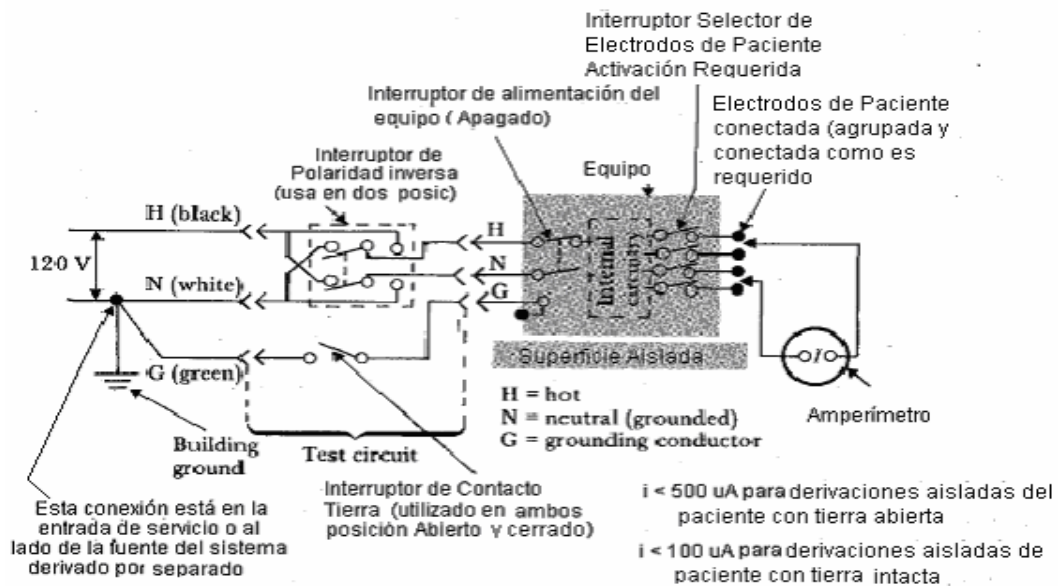 Interruptor Selector de
Electrodos de Paciente
Activación Requerida
Interruptor de alimentación del
equipo ( Apagado)
Electrodos de Paciente
conectada (agrupada y
conectada como es
requerido
Interruptor de
Polaridad inversa
(usa en dos posic)
Equipo
H (black)
H
120 V
N
N (white)
G
Internal
circuitry
Superficie Aislada
G (green)
H = hot
N = neutral (grounded)
G = grounding conductor
I
Amperímetro
Building
ground
Test circuit
Esta conexión está en la
entrada de servicio o al
lado de la fuente del sistema
derivado por separado
Interruptor de Contacto
Tierra (utilizado en ambos
posición Abierto y cerrado)
i < 500 uA para derivaciones aisladas del
paciente con tierra abierta
i < 100 uA para derivaciones aisladas de
paciente con tierra intacta